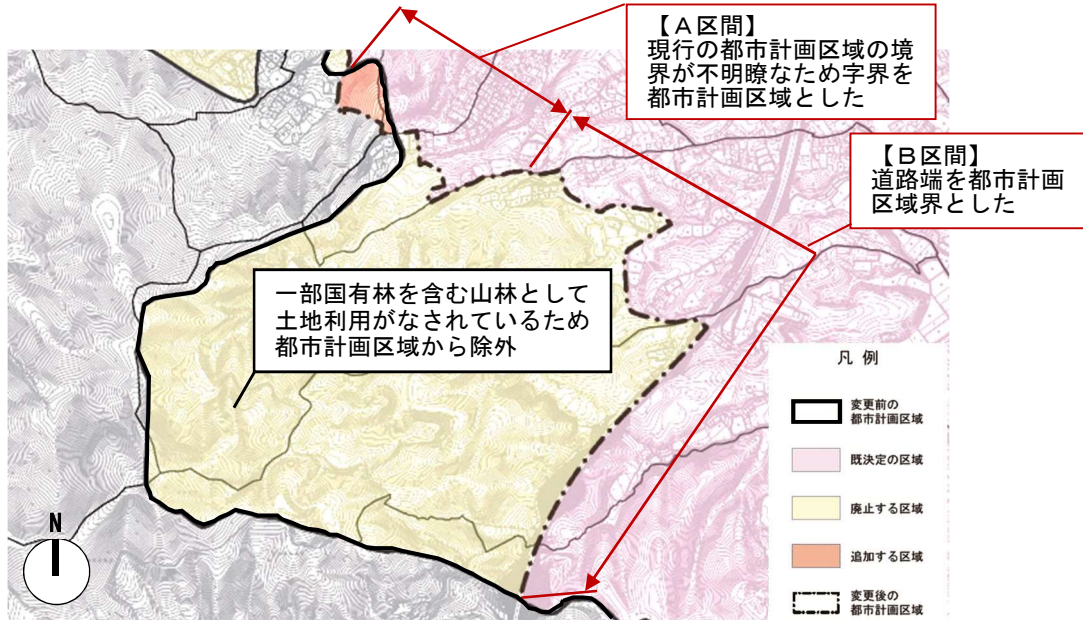 【A区間】
現行の都市計画区域の境
界が不明瞭なため字界を
都市計画区域とした
【B区間】
道路端を都市計画
区域界とした
一部国有林を含む山林として
土地利用がなされているため
都市計画区域から除外
凡 例
変更前の
都市計画区域
既決定の区域
廃止する区域
追加する区域
変更後の
都市計画区域
N